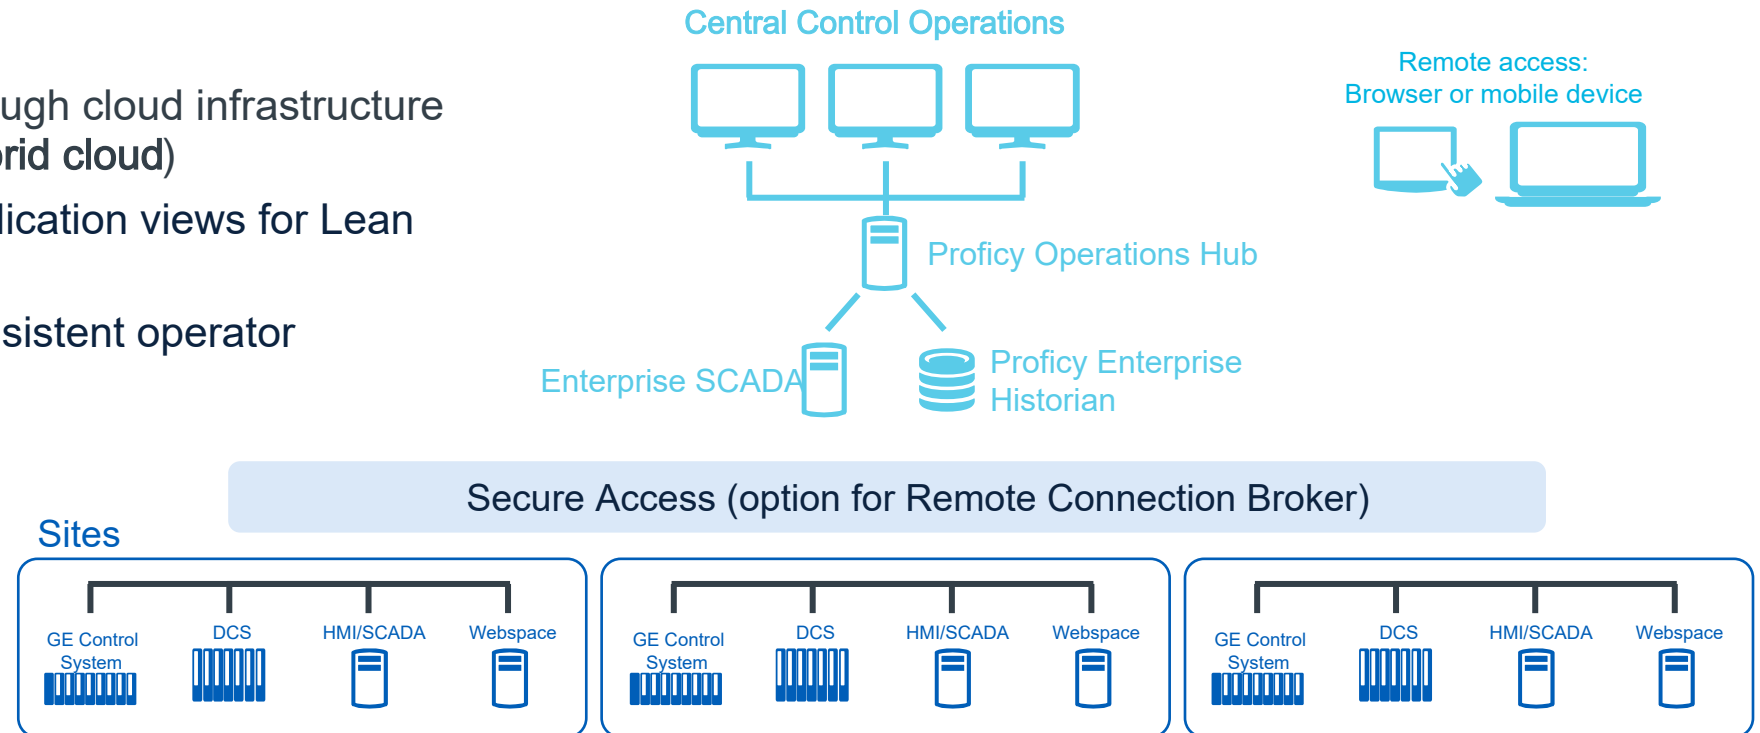 Central Control Operations
Remote access:
Browser or mobile device
ugh cloud infrastructure
brid cloud)
lication views for Lean
sistent operator
Proficy Operations Hub
Enterprise SCADA
Proficy Enterprise
Historian
Secure Access (option for Remote Connection Broker)
Sites
GE Control
System
DCS
HMI/SCADA
Webspace
GE Control
System
DCS
HMI/SCADA
Webspace
GE Control
System
DCS
HMI/SCADA
Webspace